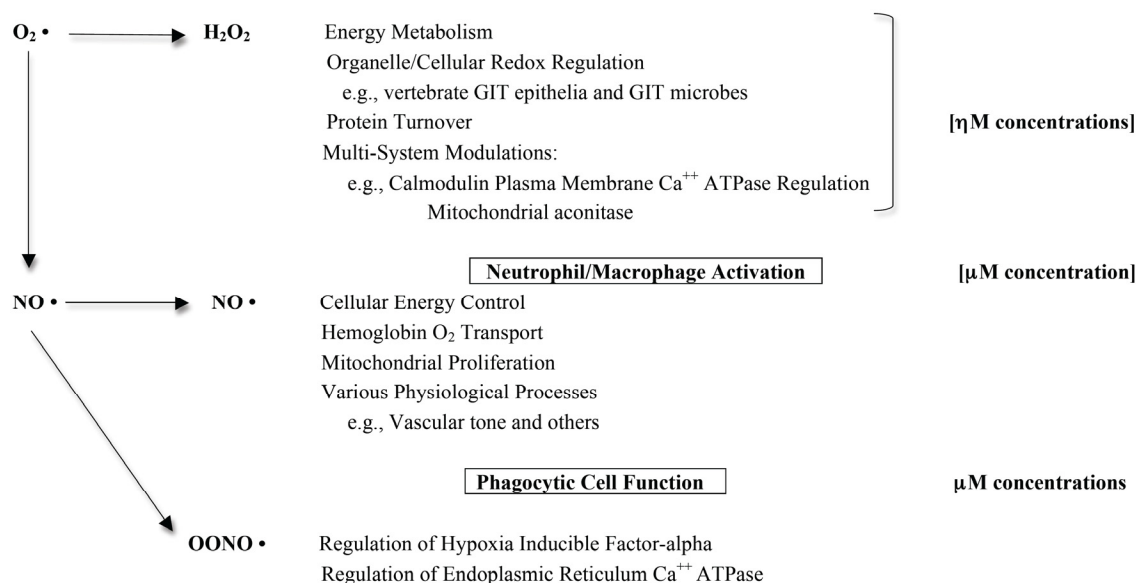 O₂ • H₂O₂ Energy Metabolism
Organelle/Cellular Redox Regulation
e.g., vertebrate GIT epithelia and GIT microbes
Protein Turnover [ηM concentrations]
Multi-System Modulations:
e.g., Calmodulin Plasma Membrane Ca⁺⁺ ATPase Regulation
Mitochondrial aconitase
Neutrophil/Macrophage Activation [μM concentration]
NO • NO • Cellular Energy Control
Hemoglobin O₂ Transport
Mitochondrial Proliferation
Various Physiological Processes
e.g., Vascular tone and others
Phagocytic Cell Function μM concentrations
OONO • Regulation of Hypoxia Inducible Factor-alpha
Regulation of Endoplasmic Reticulum Ca⁺⁺ ATPase